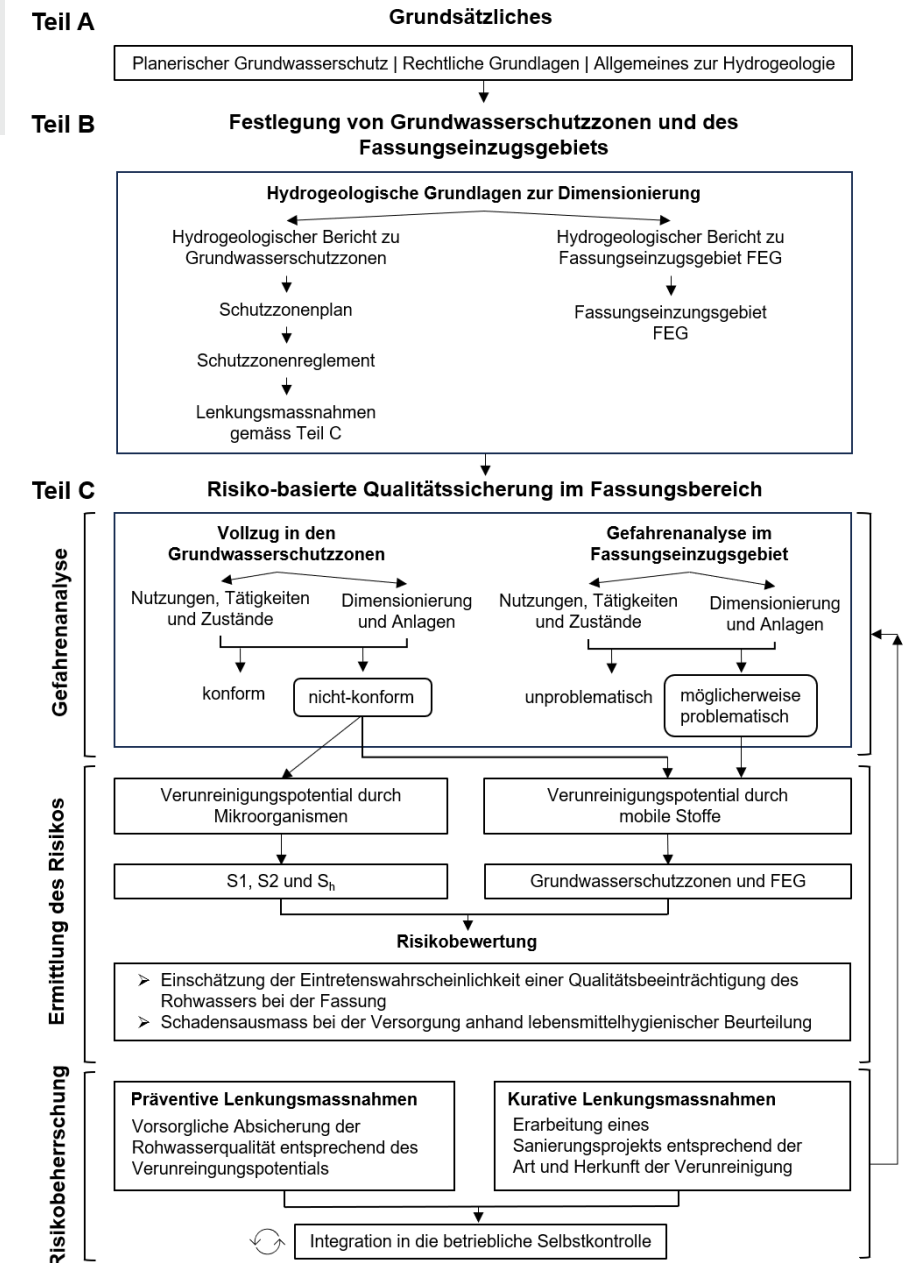 Teil A
Grundsätzliches
Planerischer Grundwasserschutz | Rechtliche Grundlagen | Allgemeines zur Hydrogeologie
Teil B
Festlegung von Grundwasserschutzzonen und des
Fassungseinzugsgebiets
Hydrogeologische Grundlagen zur Dimensionierung
Hydrogeologischer Bericht zu
Grundwasserschutzzonen
Schutzzonenplan
Schutzzonenreglement
Lenkungsmassnahmen
gemäss Teil C
Hydrogeologischer Bericht zu
Fassungseinzugsgebiet FEG
Fassungseinzungsgebiet
FEG
Teil C
Risiko-basierte Qualitätssicherung im Fassungsbereich
Gefahrenanalyse
Vollzug in den
Grundwasserschutzzonen
Nutzungen, Tätigkeiten
und Zustände
Dimensionierung
und Anlagen
konform
nicht-konform
Gefahrenanalyse im
Fassungseinzugsgebiet
Nutzungen, Tätigkeiten
und Zustände
Dimensionierung
und Anlagen
unproblematisch
möglicherweise
problematisch
Ermittlung des Risikos
Verunreinigungspotential durch
Mikroorganismen
Verunreinigungspotential durch
mobile Stoffe
S1, S2 und Sh
Grundwasserschutzzonen und FEG
Risikobewertung
➢ Einschätzung der Eintretenswahrscheinlichkeit einer Qualitätsbeeinträchtigung des
Rohwassers bei der Fassung
➢ Schadensausmass bei der Versorgung anhand lebensmittelhygienischer Beurteilung
Risikobeherrschung
Präventive Lenkungsmassnahmen
Vorsorgliche Absicherung der
Rohwasserqualität entsprechend des
Verunreingungspotentials
Kurative Lenkungsmassnahmen
Erarbeitung eines
Sanierungsprojekts entsprechend der
Art und Herkunft der Verunreinigung
Integration in die betriebliche Selbstkontrolle